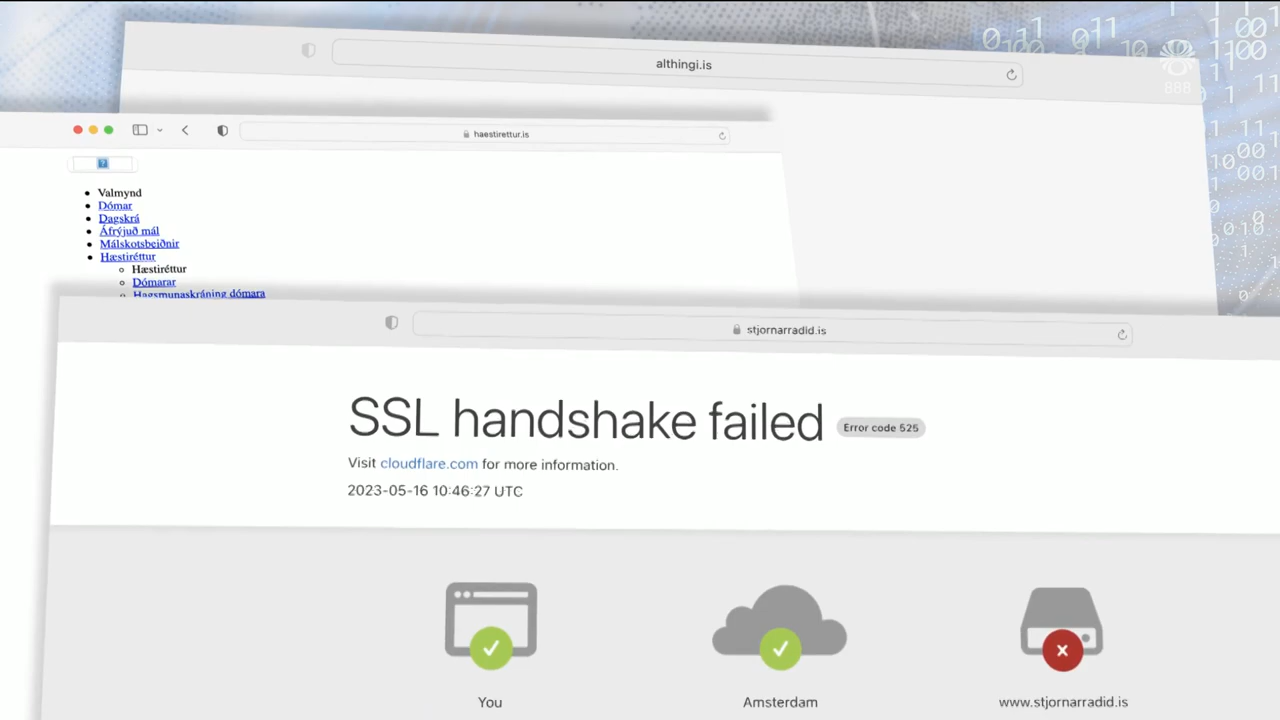 althingi.is
888
haestirettur.is
Valmynd
Dómar
Dagskrá
Áfrýjuð mál
Málskotsbeiðnir
Hæstiréttur
Hæstiréttur
Dómarar
Hagsmunaskráning dómara
stjornarradid.is
SSL handshake failed Error code 525
Visit cloudflare.com for more information.
2023-05-16 10:46:27 UTC
You Amsterdam www.stjornarradid.is